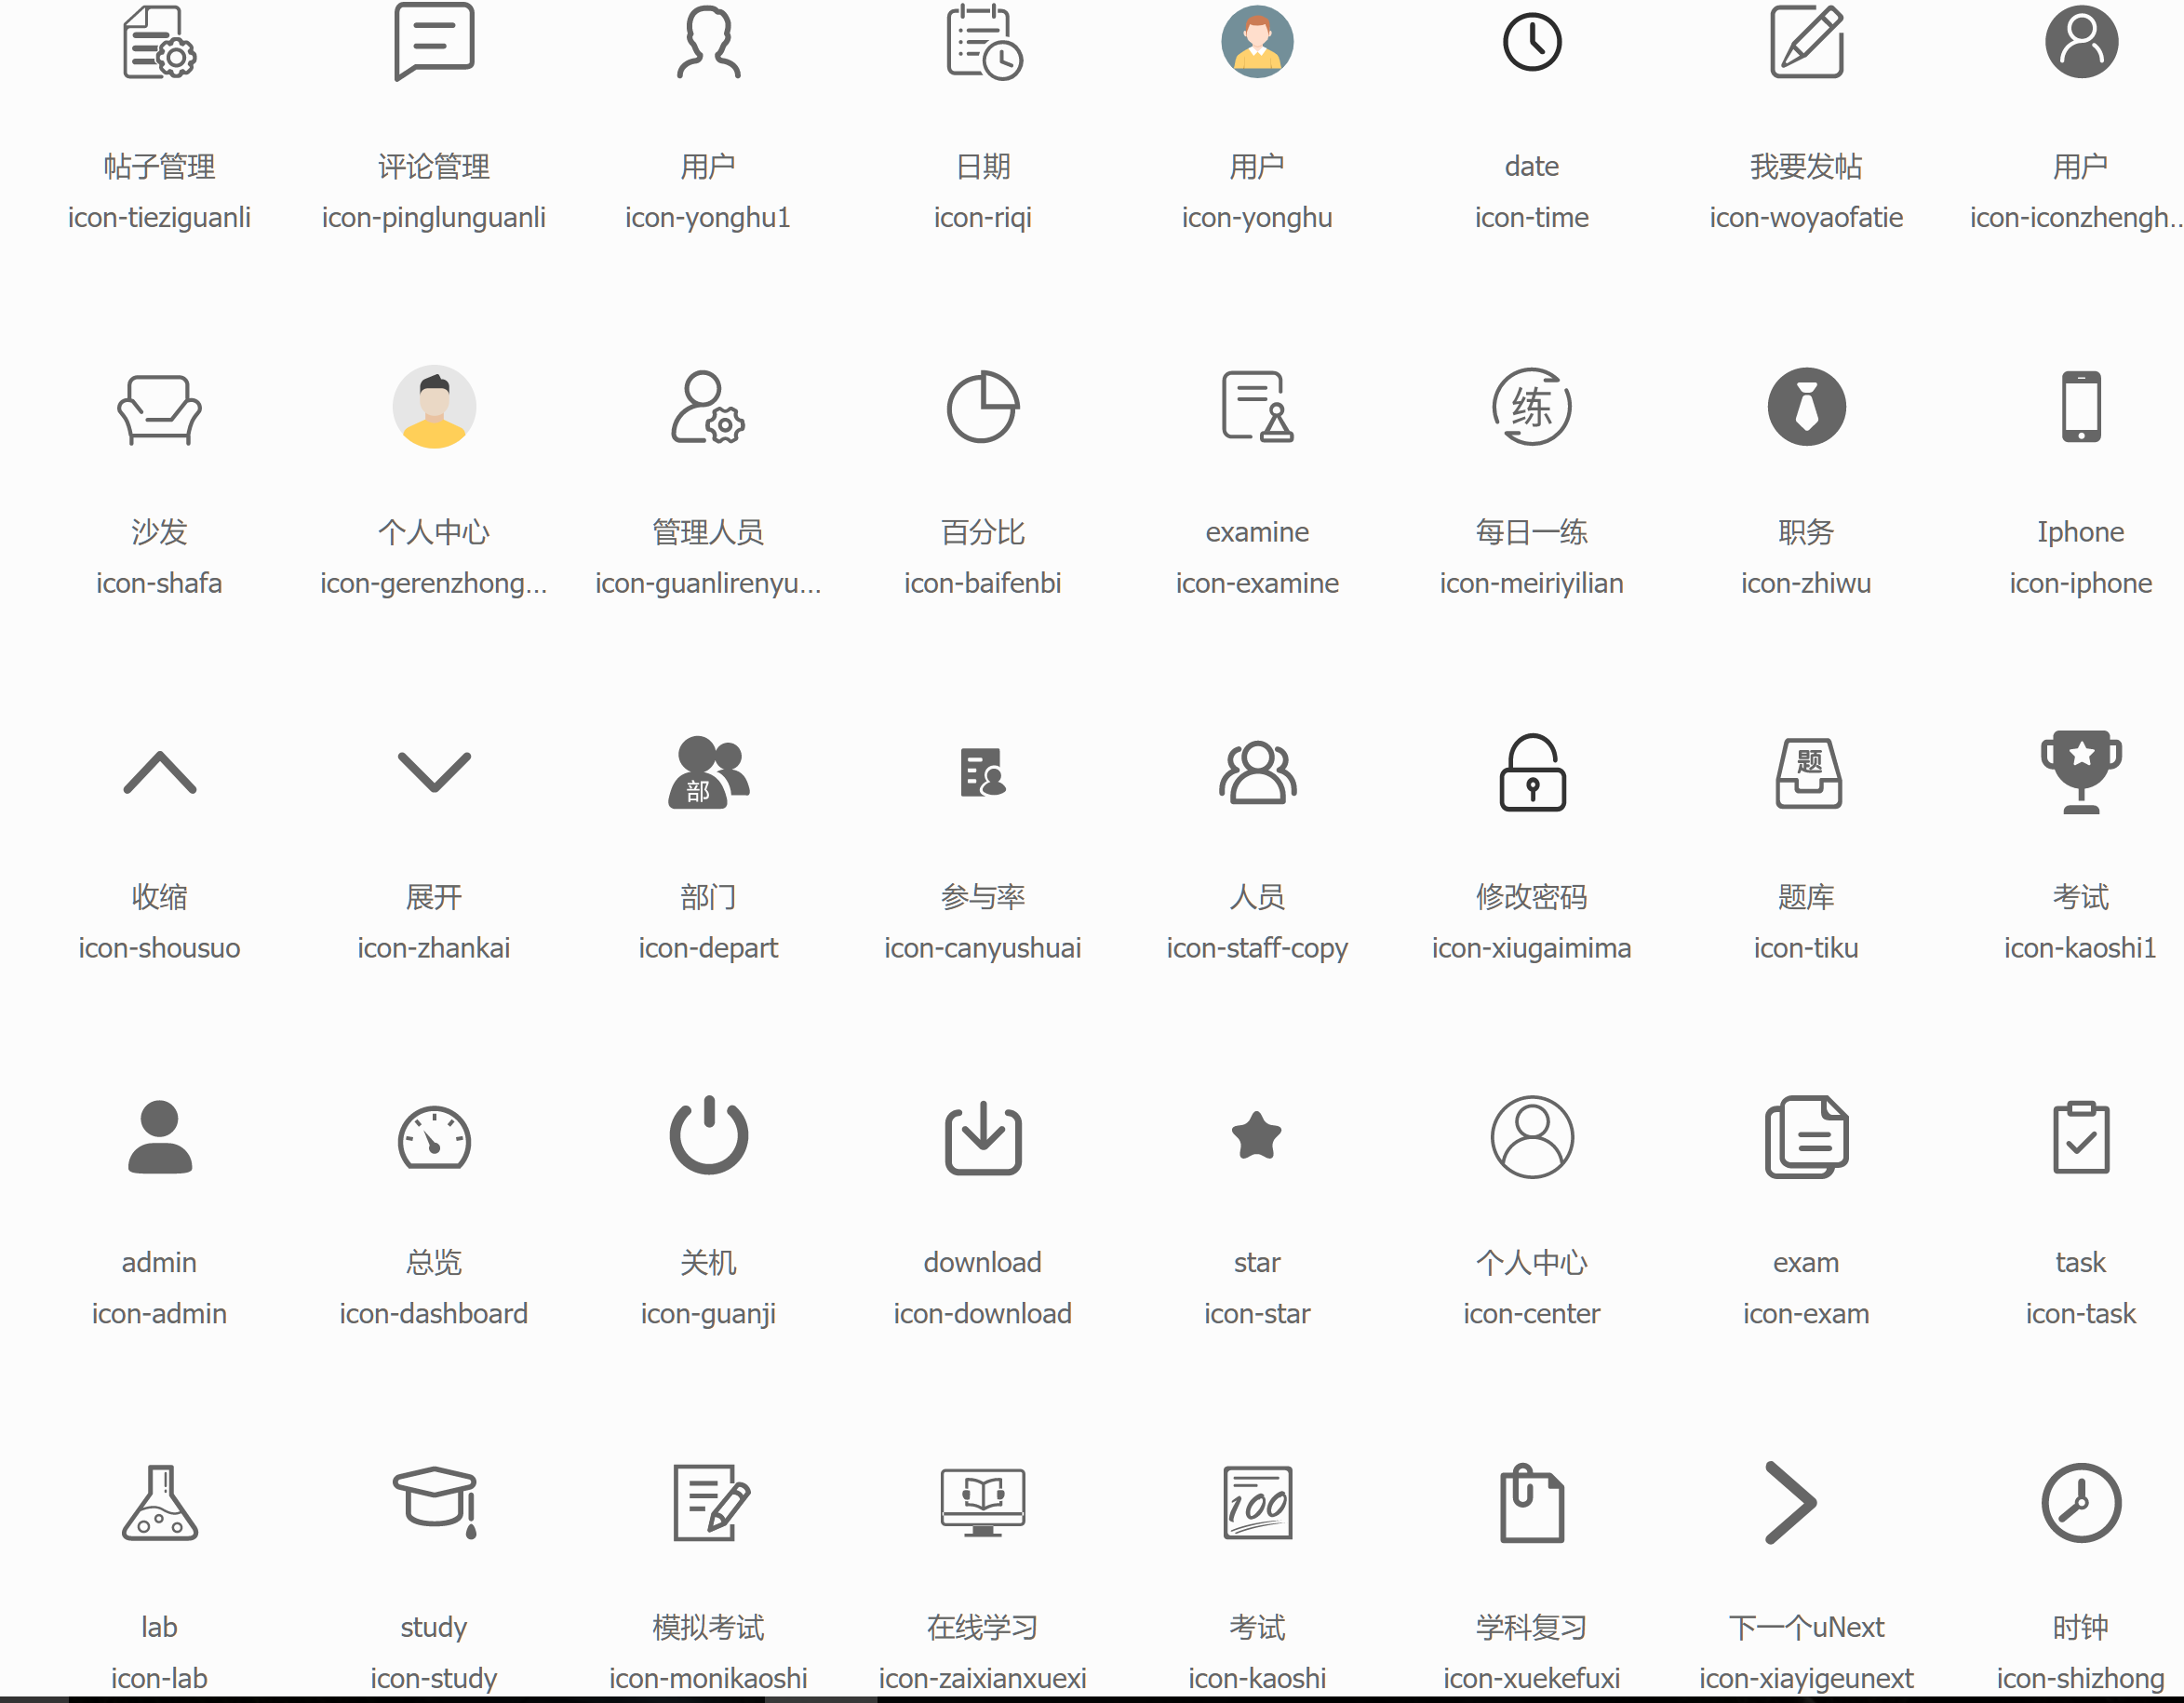 帖子管理 评论管理 用户 日期 用户 date 我要发帖 用户
icon-tieziguanli icon-pinglunguanli icon-yonghu1 icon-riqi icon-yonghu icon-time icon-woyaofatie icon-iconzhengh...
练
沙发 个人中心 管理人员 百分比 examine 每日一练 职务 Iphone
icon-shafa icon-gerenzhong... icon-guanlirenyu... icon-baifenbi icon-examine icon-meiriyilian icon-zhiwu icon-iphone
部 题
收缩 展开 部门 参与率 人员 修改密码 题库 考试
icon-shousuo icon-zhankai icon-depart icon-canyushuai icon-staff-copy icon-xiugaimima icon-tiku icon-kaoshi1
admin 总览 关机 download star 个人中心 exam task
icon-admin icon-dashboard icon-guanji icon-download icon-star icon-center icon-exam icon-task
100
lab study 模拟考试 在线学习 考试 学科复习 下一个uNext 时钟
icon-lab icon-study icon-monikaoshi icon-zaixianxuexi icon-kaoshi icon-xuekefuxi icon-xiayigeunext icon-shizhong